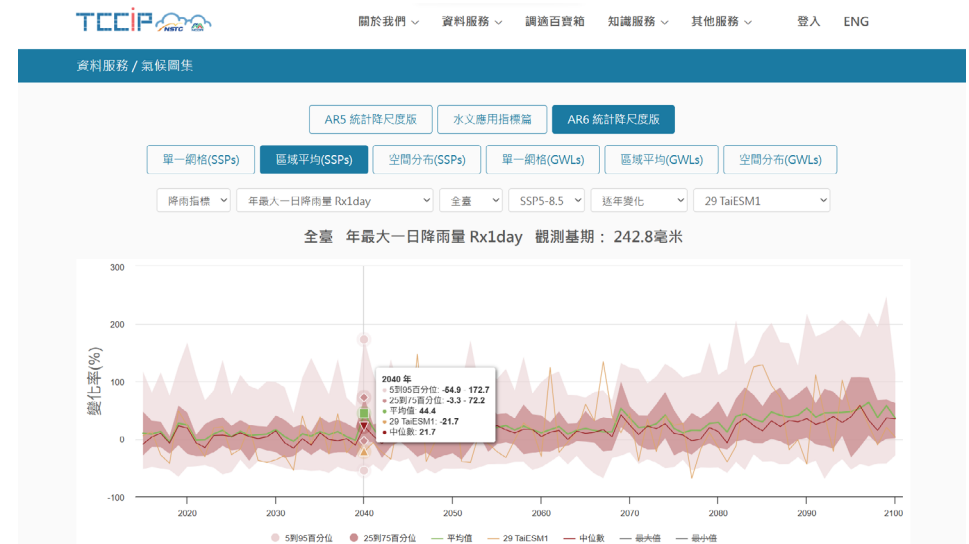 TCCIP NSTC
關於我們 資料服務 調適百寶箱 知識服務 其他服務 登入 ENG
資料服務 / 氣候圖集
AR5 統計降尺度版 水文應用指標篇 AR6 統計降尺度版
單一網格(SSPs) 區域平均(SSPs) 空間分布(SSPs) 單一網格(GWLs) 區域平均(GWLs) 空間分布(GWLs)
降雨指標 年最大一日降雨量 Rx1day 全臺 SSP5-8.5 逐年變化 29 TaiESM1
全臺 年最大一日降雨量 Rx1day 觀測基期： 242.8毫米
變化率(%)
300
200
100
0
-100
2040 年
5到95百分位: -54.9 - 172.7
25到75百分位: -3.3 - 72.2
平均值: 44.4
29 TaiESM1: -21.7
中位數: 21.7
2020 2030 2040 2050 2060 2070 2080 2090 2100
5到95百分位 25到75百分位 平均值 29 TaiESM1 中位數 最大值 最小值